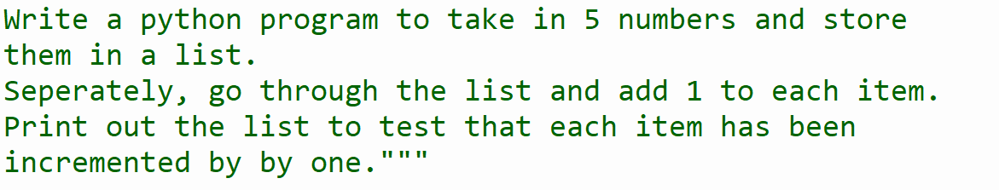 Write a python program to take in 5 numbers and store
them in a list.
Seperately, go through the list and add 1 to each item.
Print out the list to test that each item has been
incremented by by one."""